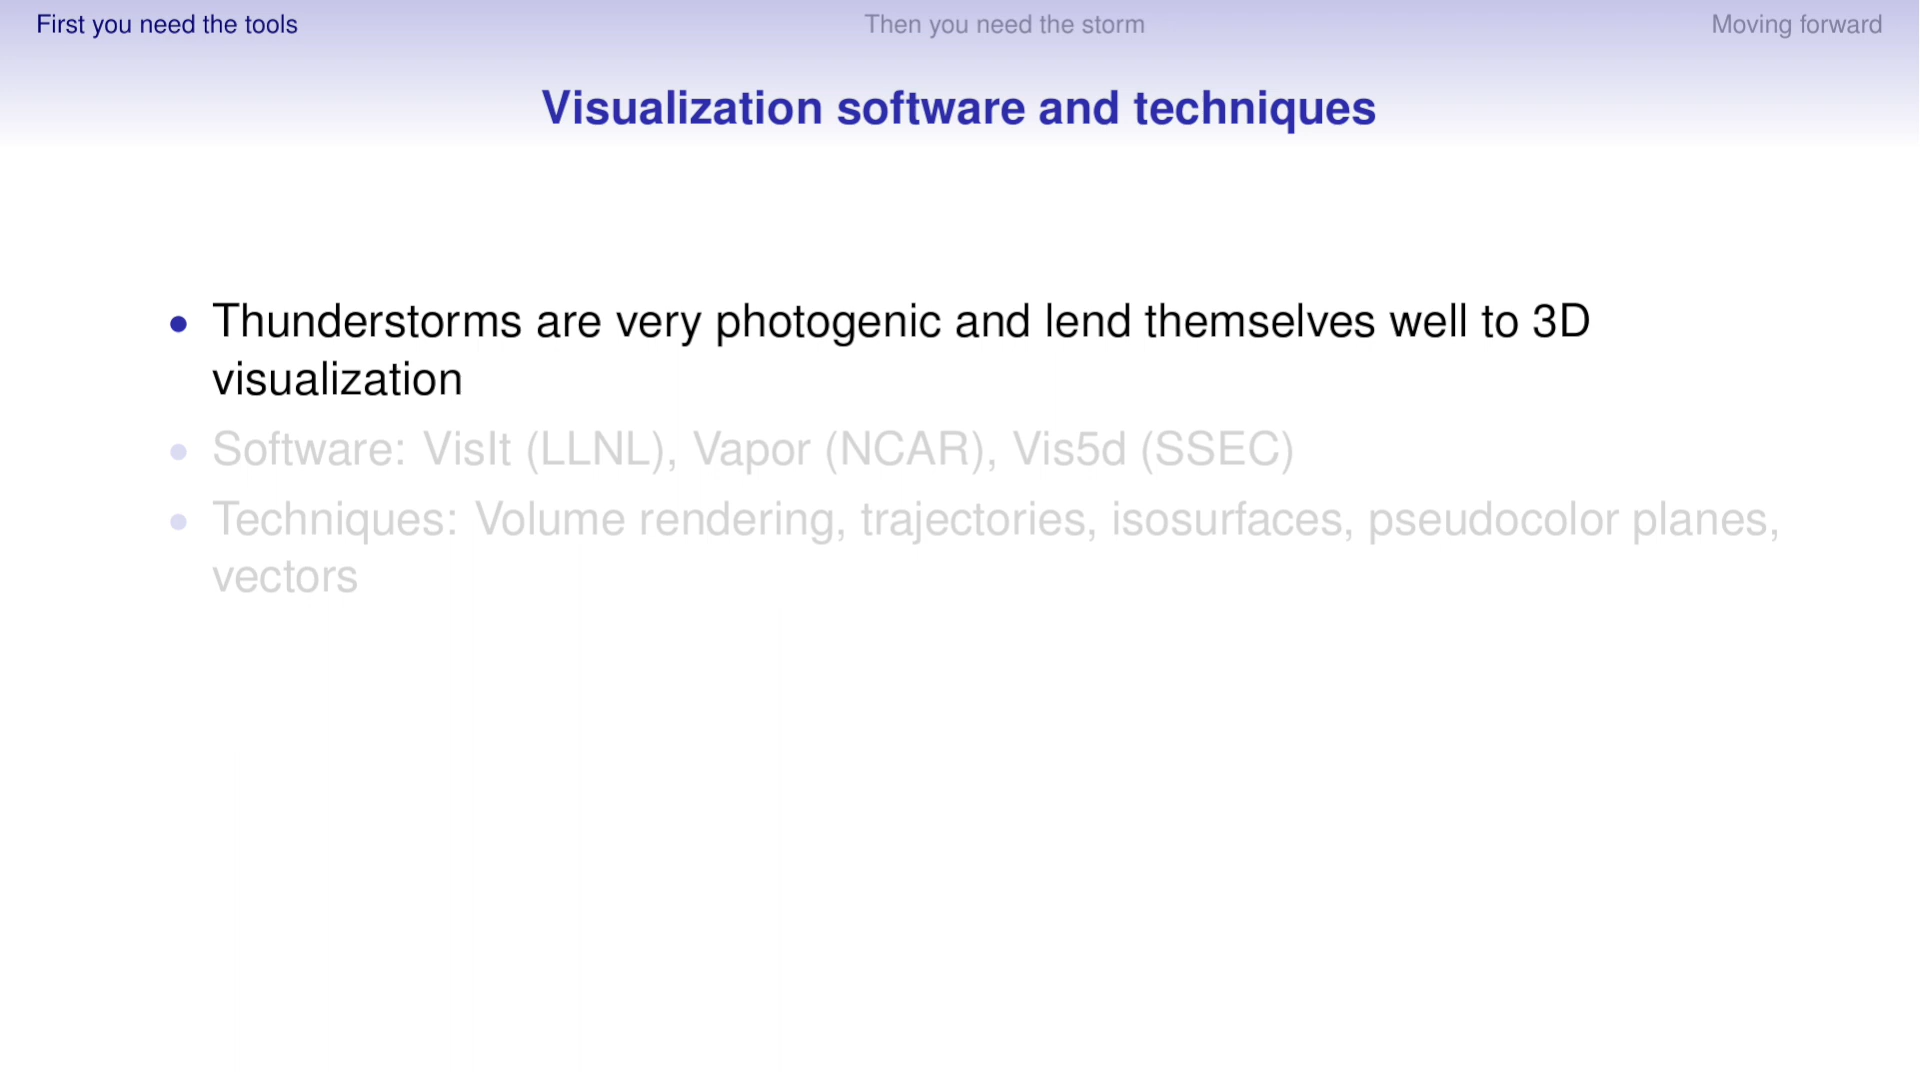 First you need the tools
Then you need the storm
Moving forward
Visualization software and techniques
• Thunderstorms are very photogenic and lend themselves well to 3D
visualization
• Software: VisIt (LLNL), Vapor (NCAR), Vis5d (SSEC)
• Techniques: Volume rendering, trajectories, isosurfaces, pseudocolor planes,
vectors